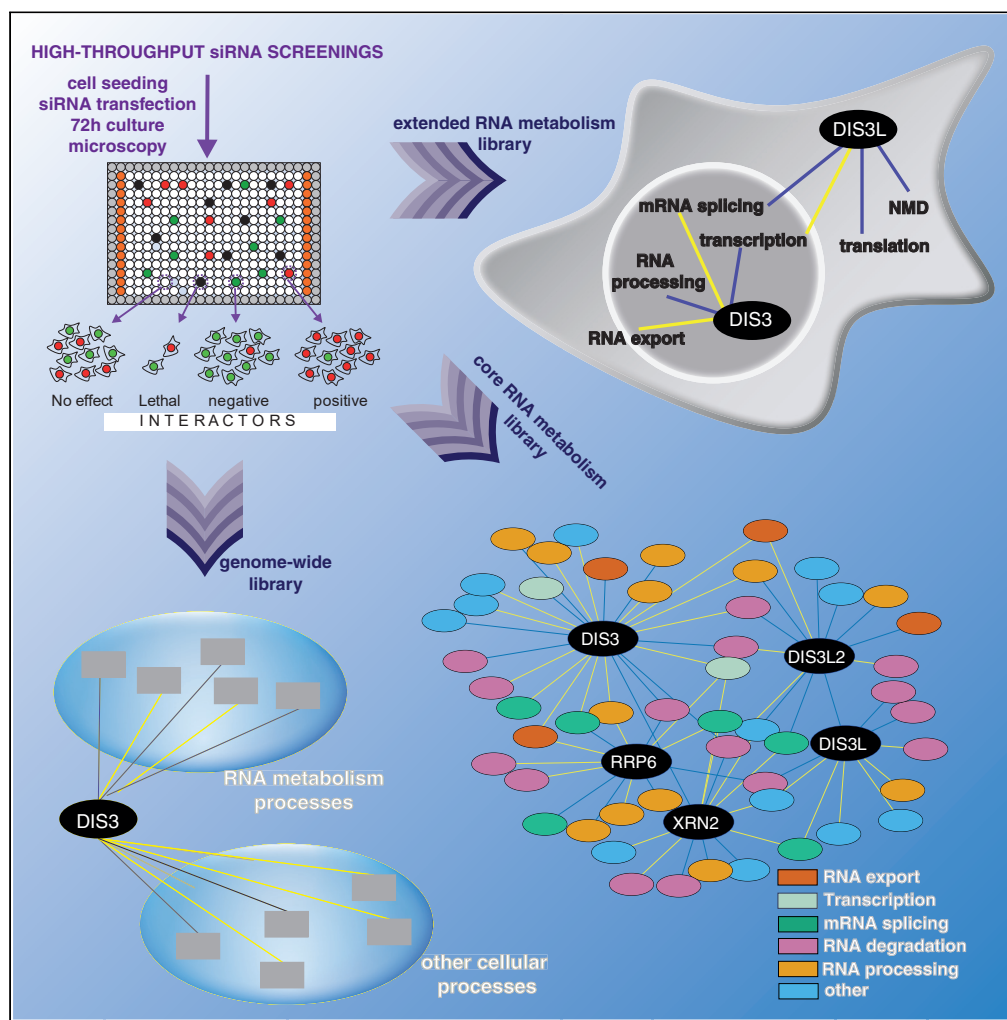 HIGH-THROUGHPUT siRNA SCREENINGS
cell seeding
siRNA transfection
72h culture
microscopy
No effect
Lethal
negative
positive
INTERACTORS
extended RNA metabolism
library
DIS3L
mRNA splicing
NMD
transcription
translation
RNA
processing
DIS3
RNA export
core RNA metabolism
library
genome-wide
library
RNA metabolism
processes
DIS3
other cellular
processes
DIS3
DIS3L2
DIS3L
RRP6
XRN2
RNA export
Transcription
mRNA splicing
RNA degradation
RNA processing
other